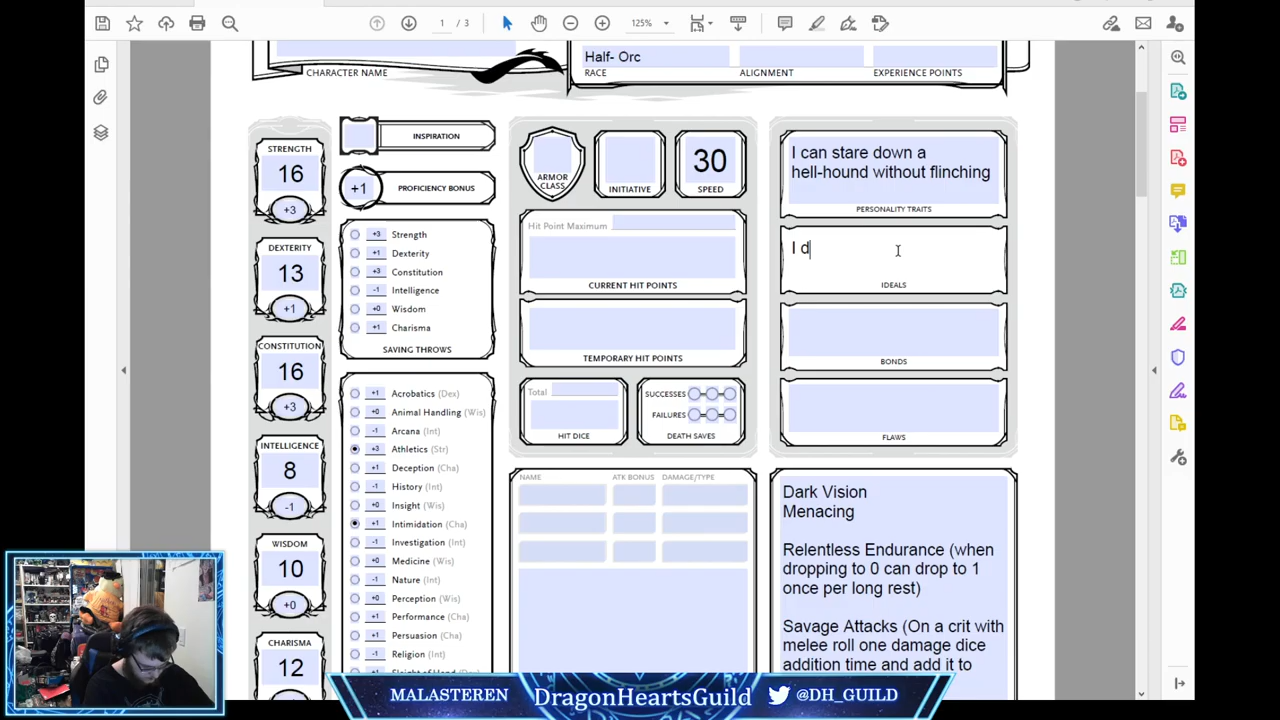 1 / 3
125%
CHARACTER NAME
Half- Orc
RACE
ALIGNMENT
EXPERIENCE POINTS
STRENGTH
16
+3
DEXTERITY
13
+1
CONSTITUTION
16
+3
INTELLIGENCE
8
-1
WISDOM
10
+0
CHARISMA
12
INSPIRATION
+1 PROFICIENCY BONUS
+3 Strength
+1 Dexterity
+3 Constitution
-1 Intelligence
+0 Wisdom
+1 Charisma
SAVING THROWS
+1 Acrobatics (Dex)
+0 Animal Handling (Wis)
-1 Arcana (Int)
+3 Athletics (Str)
+1 Deception (Cha)
-1 History (Int)
+0 Insight (Wis)
+1 Intimidation (Cha)
-1 Investigation (Int)
+0 Medicine (Wis)
-1 Nature (Int)
+0 Perception (Wis)
+1 Performance (Cha)
+1 Persuasion (Cha)
-1 Religion (Int)
ARMOR
CLASS
INITIATIVE
30
SPEED
Hit Point Maximum
CURRENT HIT POINTS
TEMPORARY HIT POINTS
Total
HIT DICE
SUCCESSES
FAILURES
DEATH SAVES
NAME
ATK BONUS
DAMAGE/TYPE
I can stare down a
hell-hound without flinching
PERSONALITY TRAITS
I d
IDEALS
BONDS
FLAWS
Dark Vision
Menacing
Relentless Endurance (when
dropping to 0 can drop to 1
once per long rest)
Savage Attacks (On a crit with
melee roll one damage dice
addition time and add it to
MALASTEREN
DragonHeartsGuild
@DH_GUILD